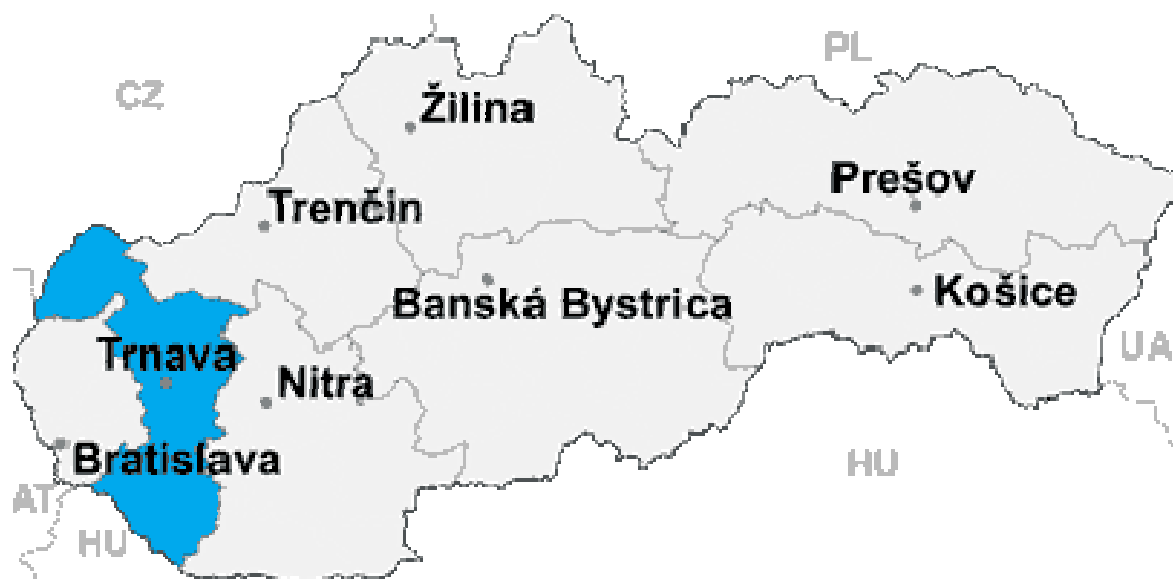 PL
CZ
Žilina
Prešov
Trenčin
Košice
Banská Bystrica
UA
Trnava
Nitra
Bratislava
HU
AT
HU